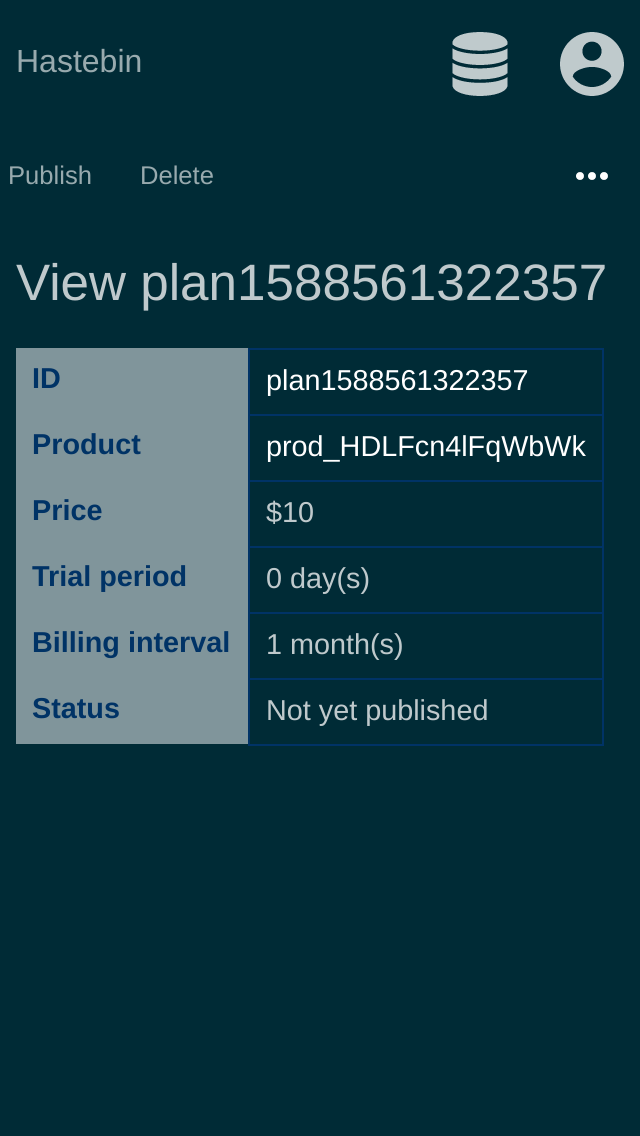 Hastebin
Publish Delete
View plan1588561322357
ID plan1588561322357
Product prod_HDLFcn4lFqWbWk
Price $10
Trial period 0 day(s)
Billing interval 1 month(s)
Status Not yet published